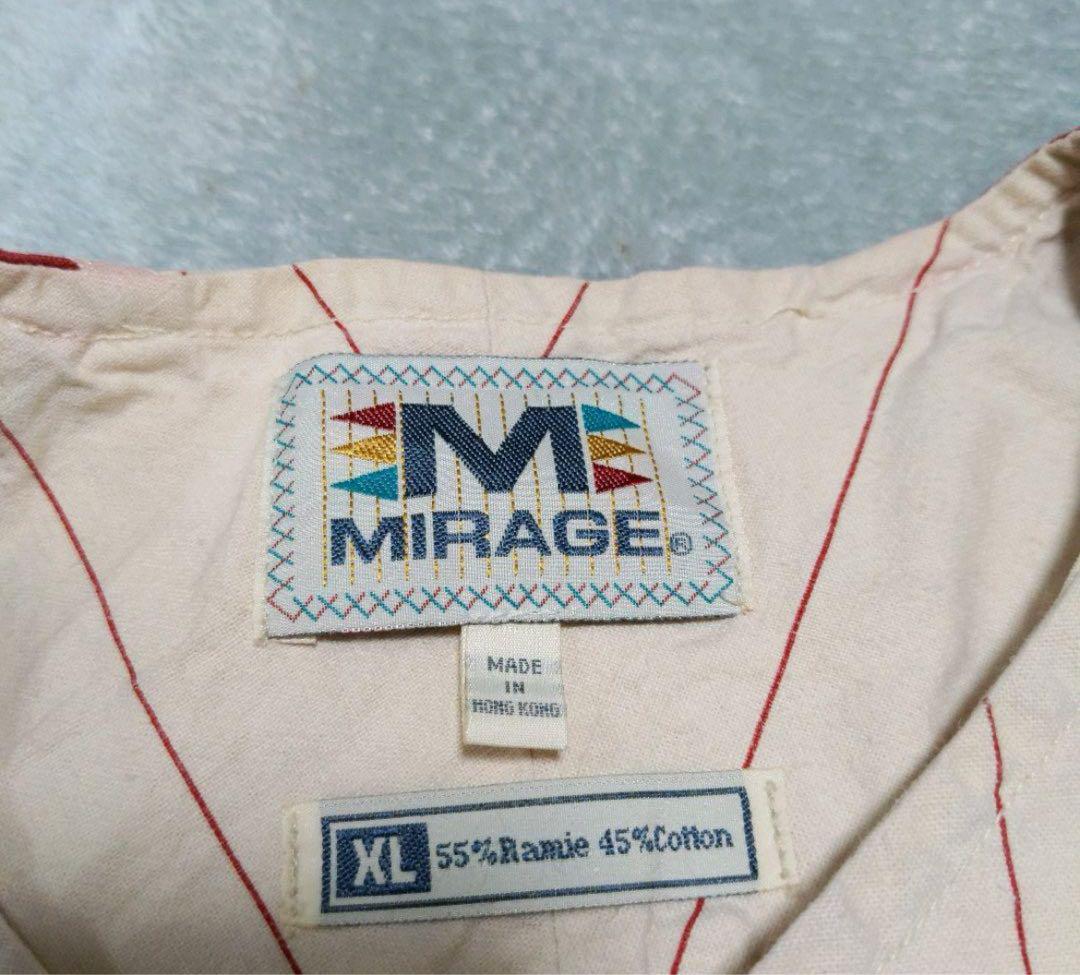 M
MIRAGE®
MADE
IN
HONG KONG
XL 55%Ramie 45%Cotton